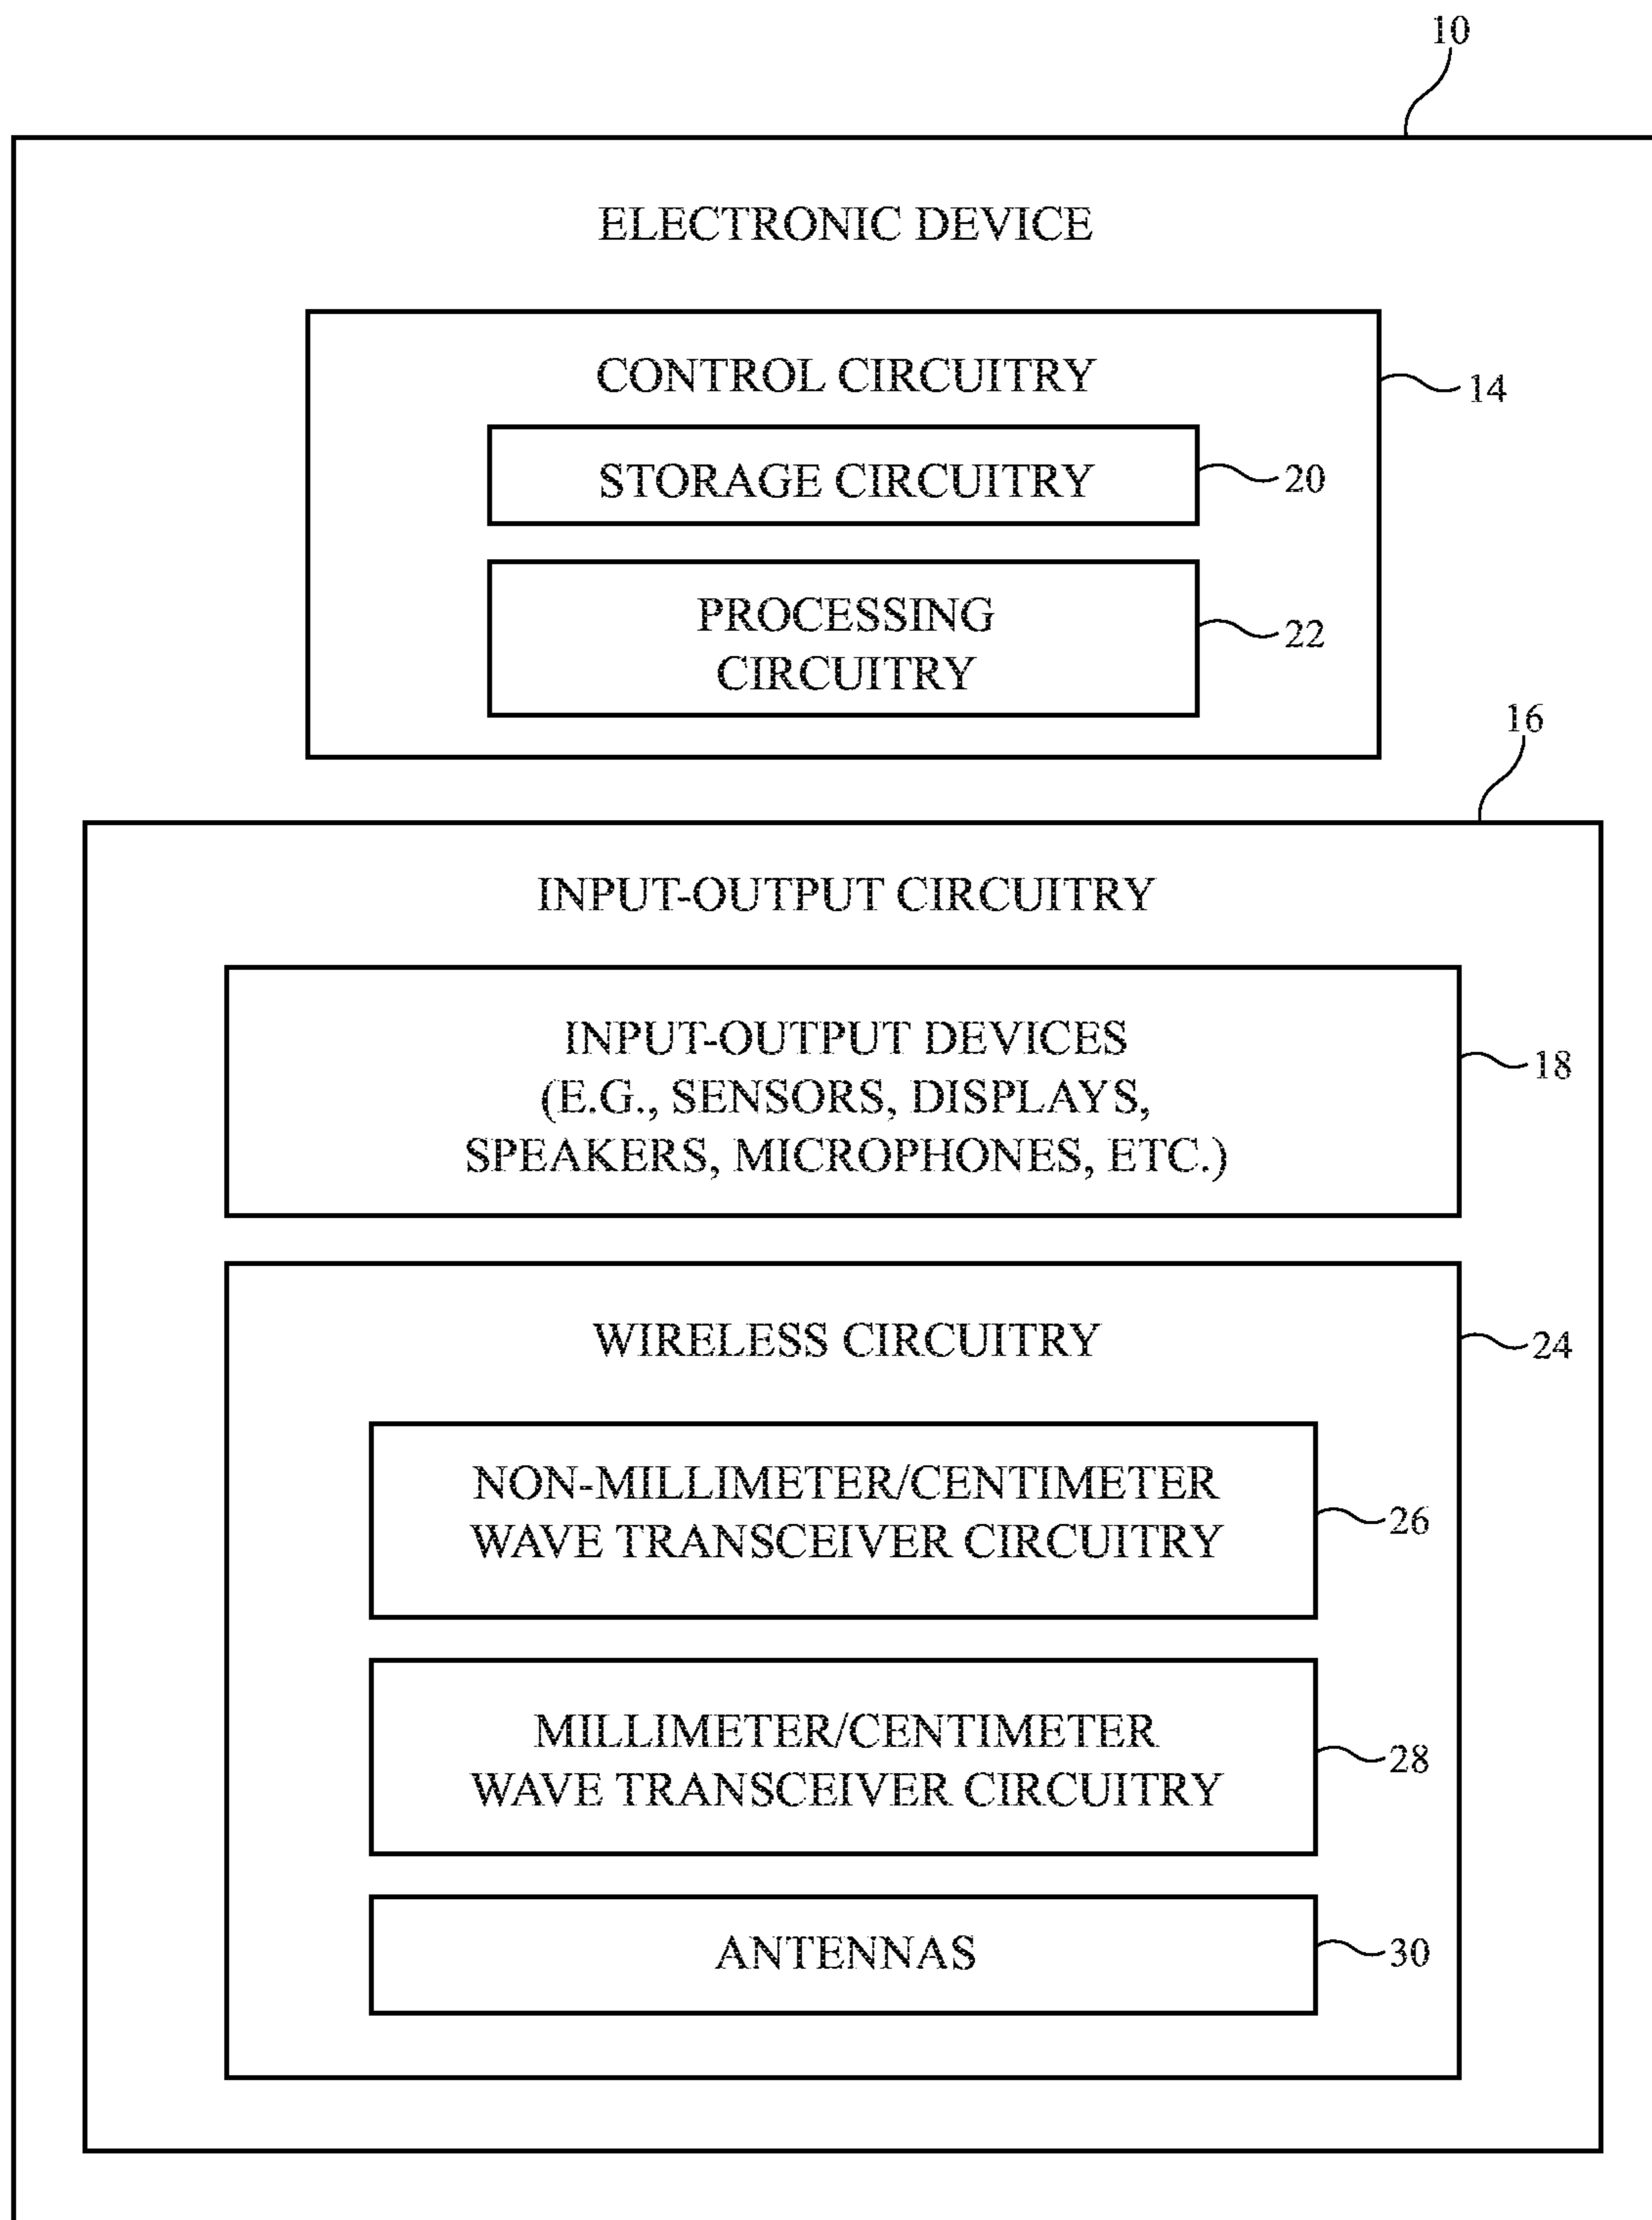 10
ELECTRONIC DEVICE
CONTROL CIRCUITRY
14
STORAGE CIRCUITRY
20
PROCESSING
CIRCUITRY
22
16
INPUT-OUTPUT CIRCUITRY
INPUT-OUTPUT DEVICES
(E.G., SENSORS, DISPLAYS,
SPEAKERS, MICROPHONES, ETC.)
18
WIRELESS CIRCUITRY
24
NON-MILLIMETER/CENTIMETER
WAVE TRANSCEIVER CIRCUITRY
26
MILLIMETER/CENTIMETER
WAVE TRANSCEIVER CIRCUITRY
28
ANTENNAS
30